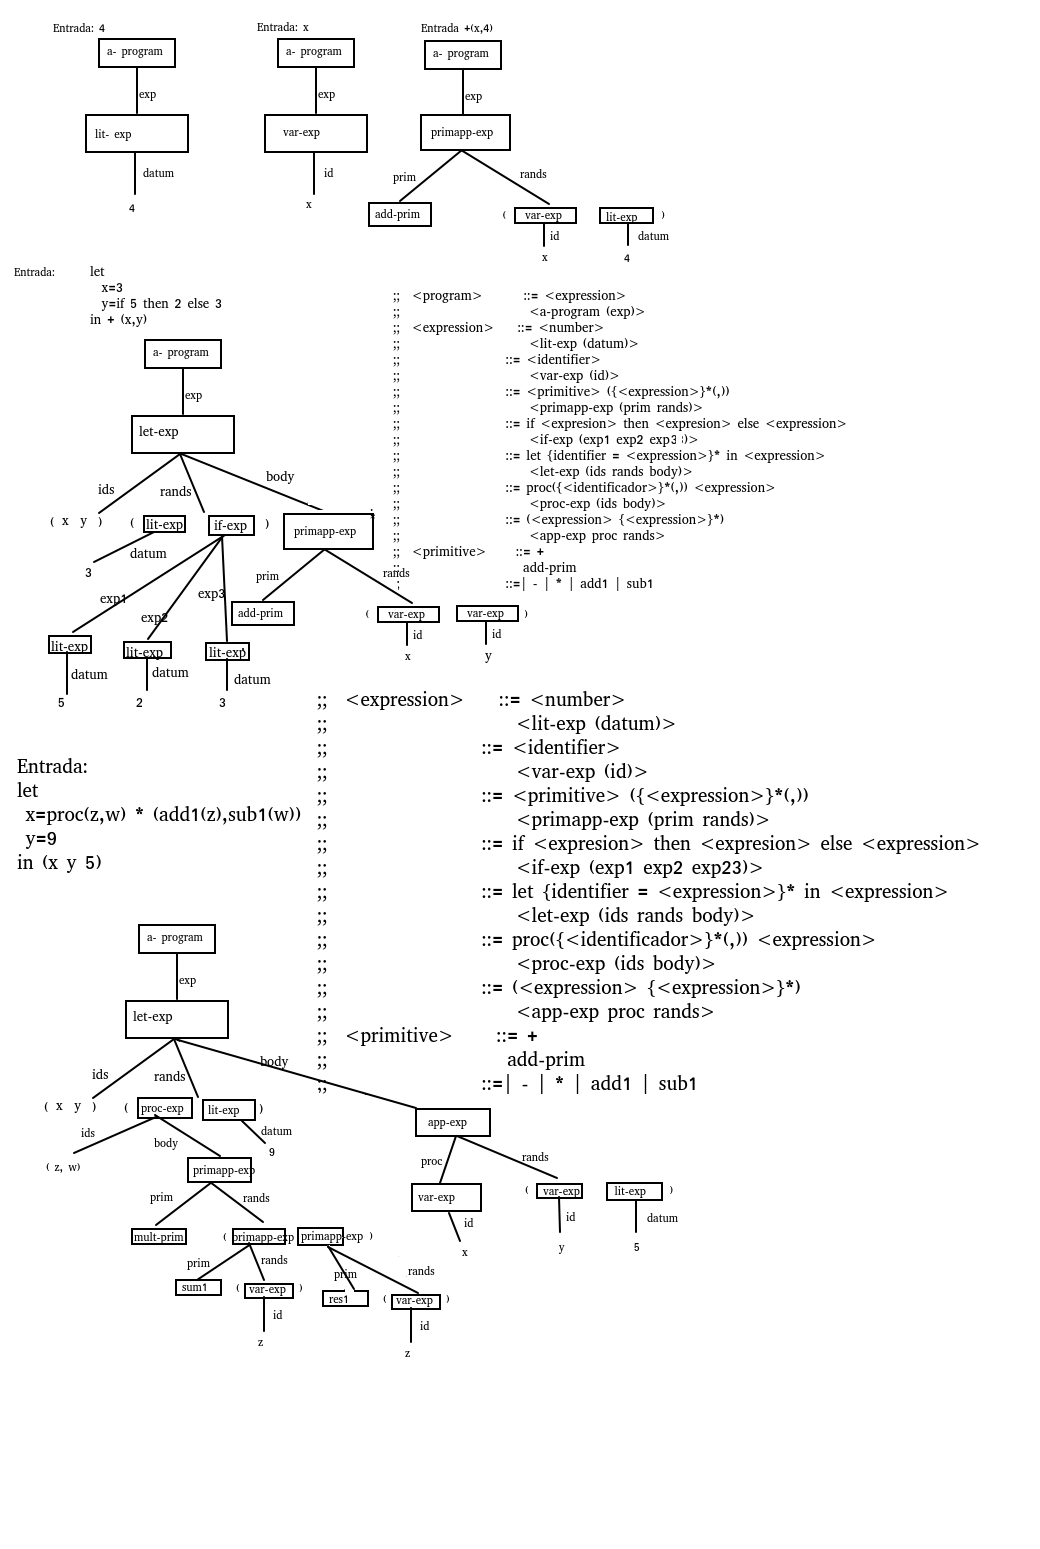 Entrada: 4
Entrada: x
Entrada +(x,4)
a- program
a- program
a- program
exp
exp
exp
lit- exp
var-exp
primapp-exp
datum
id
prim
rands
4
x
add-prim
( var-exp lit-exp )
id
datum
x
4
Entrada:
let
x=3
y=if 5 then 2 else 3
in + (x,y)
a- program
exp
let-exp
ids
rands
body
( x y )
( lit-exp if-exp )
primapp-exp
datum
3
prim
rands
exp1
exp2
exp3
add-prim
( var-exp var-exp )
id
id
x
y
lit-exp
lit-exp
lit-exp
datum
datum
datum
5
2
3
;; <program> ::= <expression>
;; <a-program (exp)>
;; <expression> ::= <number>
;; <lit-exp (datum)>
;; ::= <identifier>
;; <var-exp (id)>
;; ::= <primitive> ({<expression>}*(,))
;; <primapp-exp (prim rands)>
;; ::= if <expresion> then <expresion> else <expression>
;; <if-exp (exp1 exp2 exp3 )>
;; ::= let {identifier = <expression>}* in <expression>
;; <let-exp (ids rands body)>
;; ::= proc({<identificador>}*(,)) <expression>
;; <proc-exp (ids body)>
;; ::= (<expression> {<expression>}*)
;; <app-exp proc rands>
;; <primitive> ::= +
;; add-prim
; ::=| - | * | add1 | sub1
;; <expression> ::= <number>
;; <lit-exp (datum)>
;; ::= <identifier>
;; <var-exp (id)>
;; ::= <primitive> ({<expression>}*(,))
;; <primapp-exp (prim rands)>
;; ::= if <expresion> then <expresion> else <expression>
;; <if-exp (exp1 exp2 exp23)>
;; ::= let {identifier = <expression>}* in <expression>
;; <let-exp (ids rands body)>
;; ::= proc({<identificador>}*(,)) <expression>
;; <proc-exp (ids body)>
;; ::= (<expression> {<expression>}*)
;; <app-exp proc rands>
;; <primitive> ::= +
;; add-prim
;; ::=| - | * | add1 | sub1
Entrada:
let
x=proc(z,w) * (add1(z),sub1(w))
y=9
in (x y 5)
a- program
exp
let-exp
ids
rands
body
( x y )
( proc-exp lit-exp )
app-exp
ids
body
datum
9
( z, w)
primapp-exp
proc
rands
var-exp
( var-exp lit-exp )
id
id
datum
x
y
5
prim
rands
mult-prim
( primapp-exp primapp-exp )
prim
rands
prim
rands
sum1
( var-exp )
res1
( var-exp )
id
id
z
z